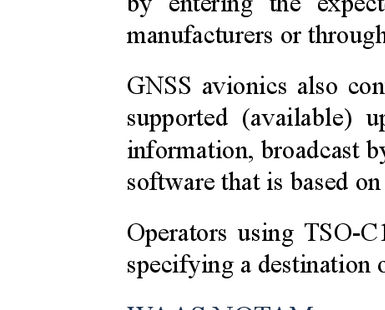 by entering the expect
manufacturers or through
GNSS avionics also con
supported (available) up
information, broadcast by
software that is based on
Operators using TSO-C1
specifying a destination o
WAAS NOTAM